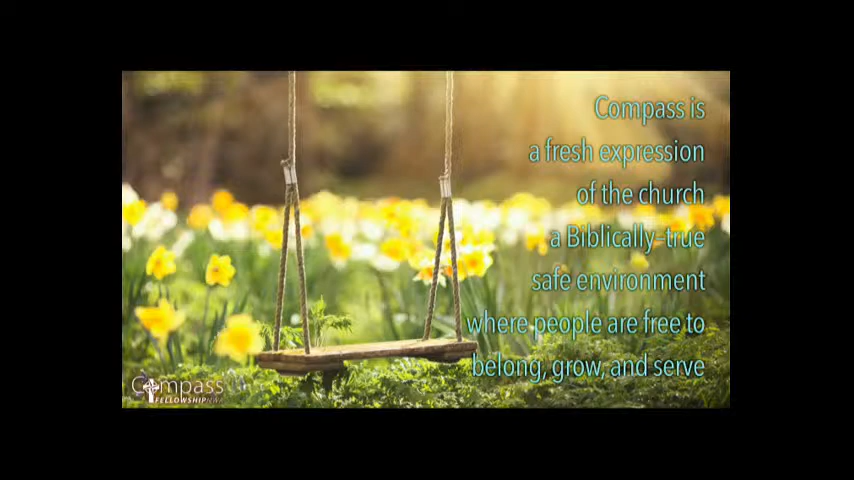 Compass is
a fresh expression
of the church
a Biblically-true
safe environment
where people are free to
belong, grow, and serve
Compass
FELLOWSHIPNWA